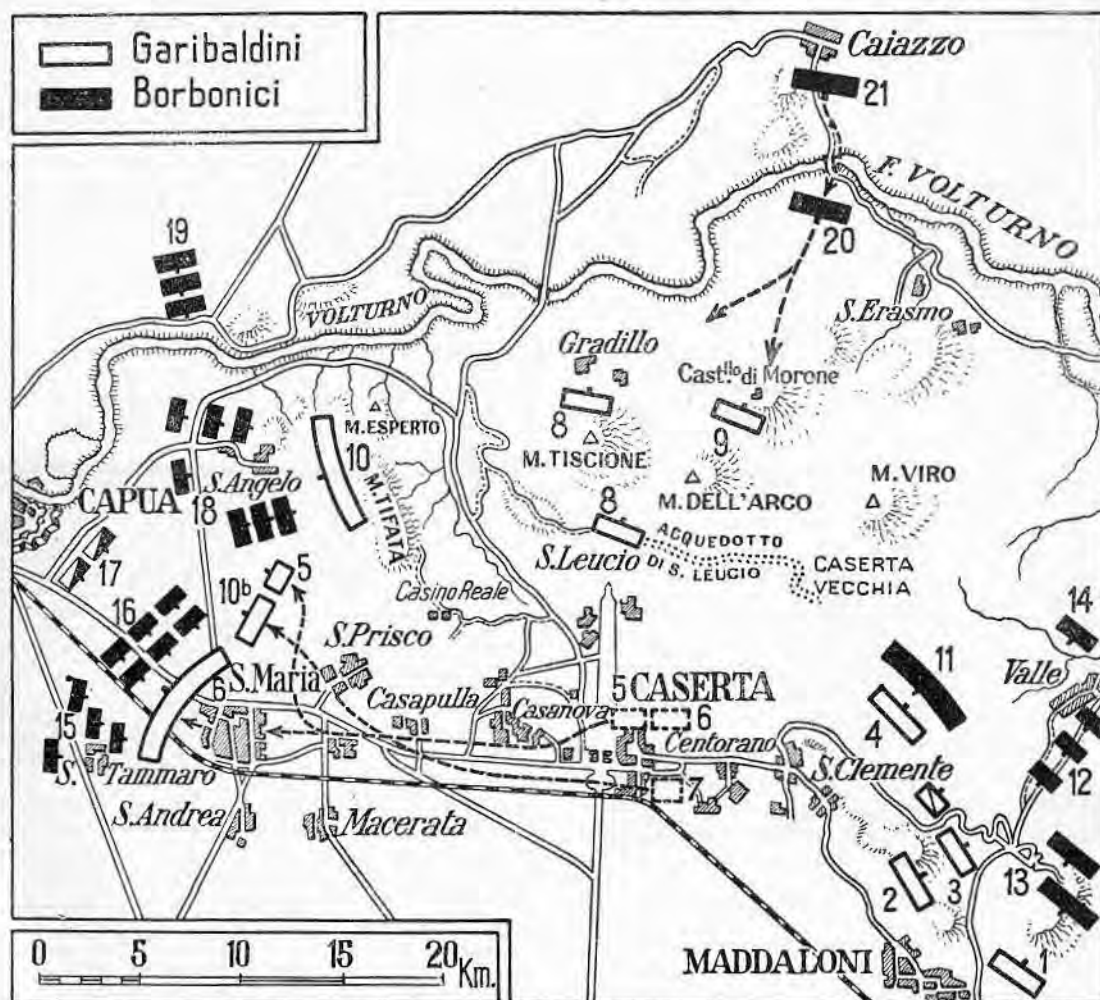 Garibaldini
Borbonici
Caiazzo
21
F. VOLTURNO
20
19
VOLTURNO
S. Erasmo
Gradillo
Cast.llo di Morone
8
9
M. ESPERTO
M. TISCIONE
10
M. TIFATA
S. Angelo
CAPUA
18
M. DELL'ARCO
M. VIRO
8
S. Leucio
ACQUEDOTTO
DI S. LEUCIO
CASERTA
VECCHIA
17
5
10b
Casino Reale
16
S. Prisco
14
11
Valle
S. Maria
6
Casapulla
Casanova
5 CASERTA
6
4
15
Centorano
S. Clemente
12
S. Tammaro
7
S. Andrea
Macerata
2
3
13
MADDALONI
1
0 5 10 15 20 Km.